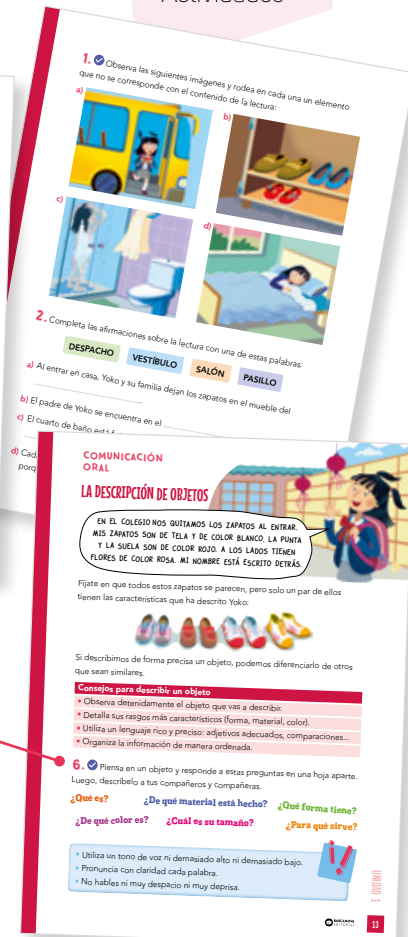 Actividades
1. Observa las siguientes imágenes y rodea en cada una un elemento
que no se corresponde con el contenido de la lectura:
a)
b)
c)
d)
2. Completa las afirmaciones sobre la lectura con una de estas palabras:
DESPACHO VESTÍBULO SALÓN PASILLO
a) Al entrar en casa, Yoko y su familia dejan los zapatos en el mueble del
b) El padre de Yoko se encuentra en el
c) El cuarto de baño está
d) Cad
porq
COMUNICACIÓN
ORAL
LA DESCRIPCIÓN DE OBJETOS
EN EL COLEGIO NOS QUITAMOS LOS ZAPATOS AL ENTRAR.
MIS ZAPATOS SON DE TELA Y DE COLOR BLANCO. LA PUNTA
Y LA SUELA SON DE COLOR ROJO. A LOS LADOS TIENEN
FLORES DE COLOR ROSA. MI NOMBRE ESTÁ ESCRITO DETRÁS.
Fíjate en que todos estos zapatos se parecen, pero solo un par de ellos
tienen las características que ha descrito Yoko:
Si describimos de forma precisa un objeto, podemos diferenciarlo de otros
que sean similares.
Consejos para describir un objeto
• Observa detenidamente el objeto que vas a describir.
• Detalla sus rasgos más característicos (forma, material, color).
• Utiliza un lenguaje rico y preciso: adjetivos adecuados, comparaciones...
• Organiza la información de manera ordenada.
6. Piensa en un objeto y responde a estas preguntas en una hoja aparte.
Luego, descríbelo a tus compañeros y compañeras.
¿Qué es? ¿De qué material está hecho? ¿Qué forma tiene?
¿De qué color es? ¿Cuál es su tamaño? ¿Para qué sirve?
• Utiliza un tono de voz ni demasiado alto ni demasiado bajo.
• Pronuncia con claridad cada palabra.
• No hables ni muy despacio ni muy deprisa.
UNIDAD 1
BARCANOVA
EDITORIAL
13